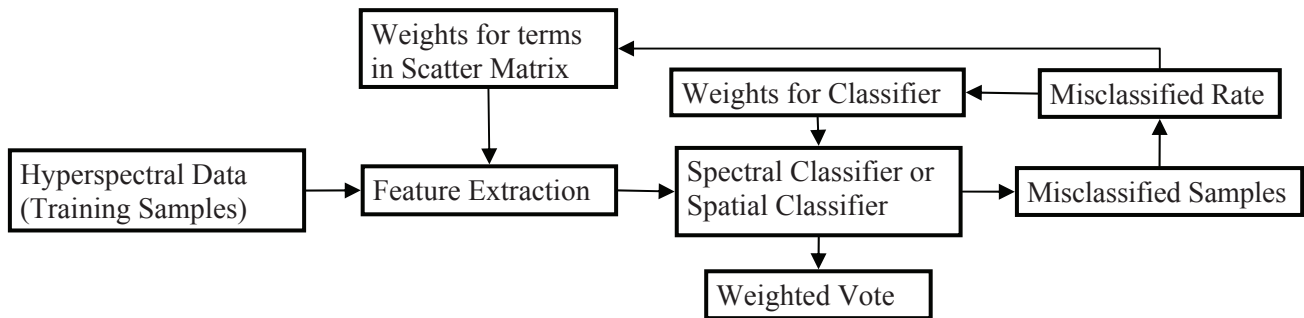 Weights for terms
in Scatter Matrix
Weights for Classifier
Misclassified Rate
Hyperspectral Data
(Training Samples)
Feature Extraction
Spectral Classifier or
Spatial Classifier
Misclassified Samples
Weighted Vote